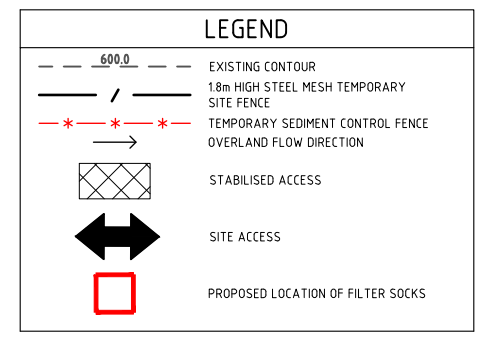 LEGEND
600.0
EXISTING CONTOUR
1.8m HIGH STEEL MESH TEMPORARY
SITE FENCE
TEMPORARY SEDIMENT CONTROL FENCE
OVERLAND FLOW DIRECTION
STABILISED ACCESS
SITE ACCESS
PROPOSED LOCATION OF FILTER SOCKS